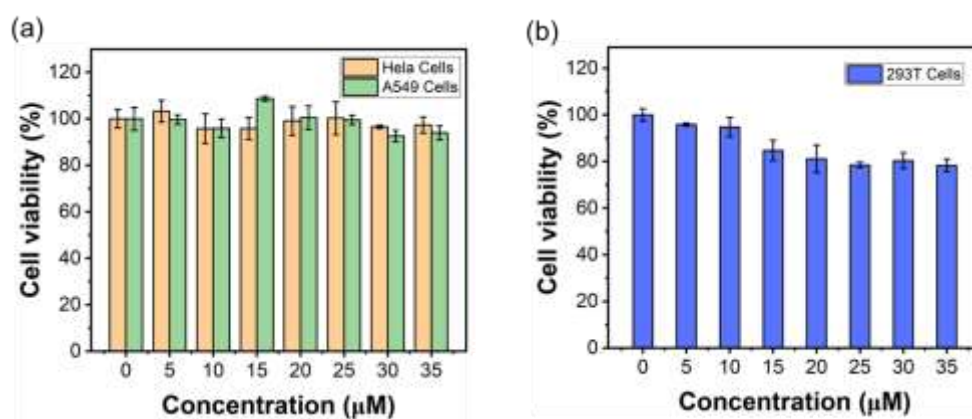 (a)
Hela Cells
A549 Cells
120
100
80
60
40
20
0
Cell viability (%)
0 5 10 15 20 25 30 35
Concentration (μM)
(b)
293T Cells
120
100
80
60
40
20
0
Cell viability (%)
0 5 10 15 20 25 30 35
Concentration (μM)